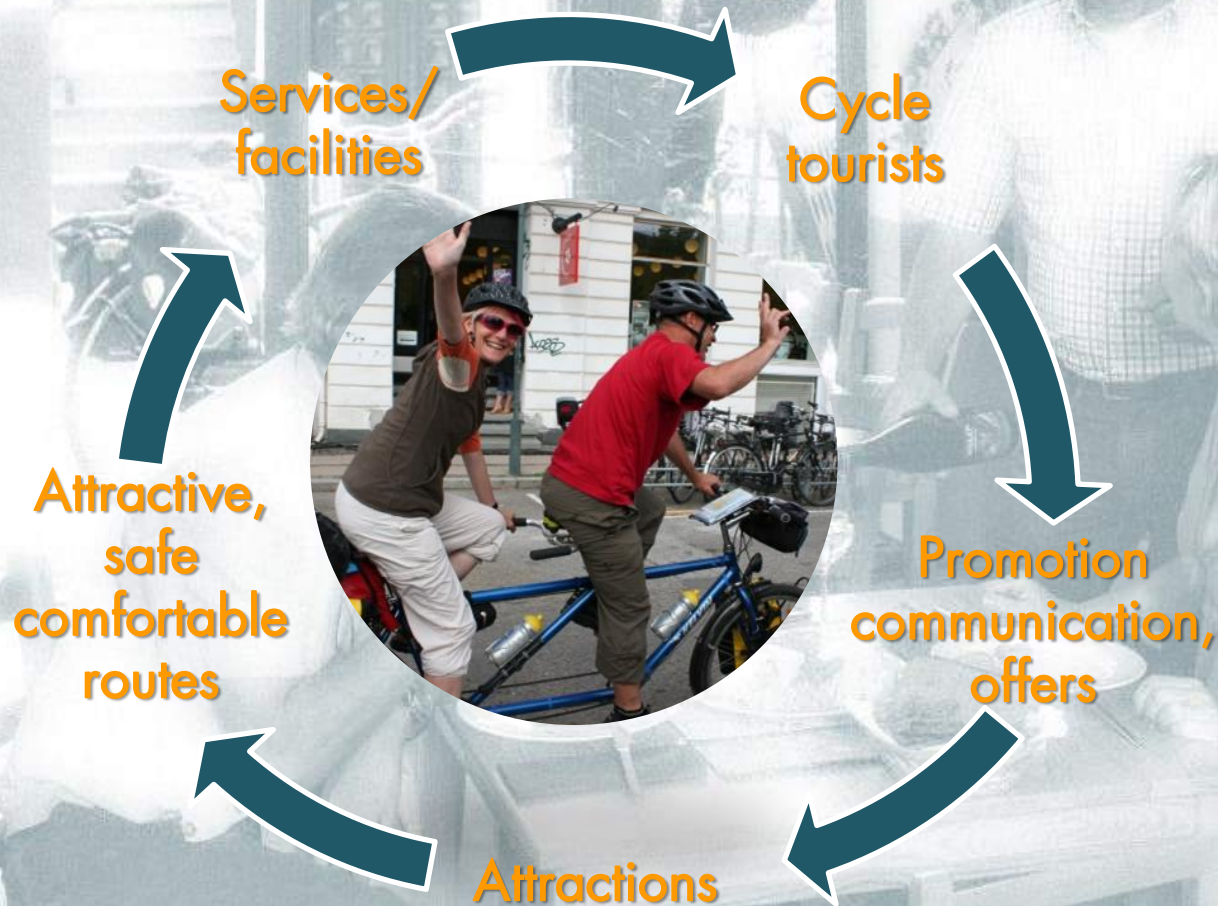 Services/
facilities
Cycle
tourists
Promotion
communication,
offers
Attractions
Attractive,
safe
comfortable
routes